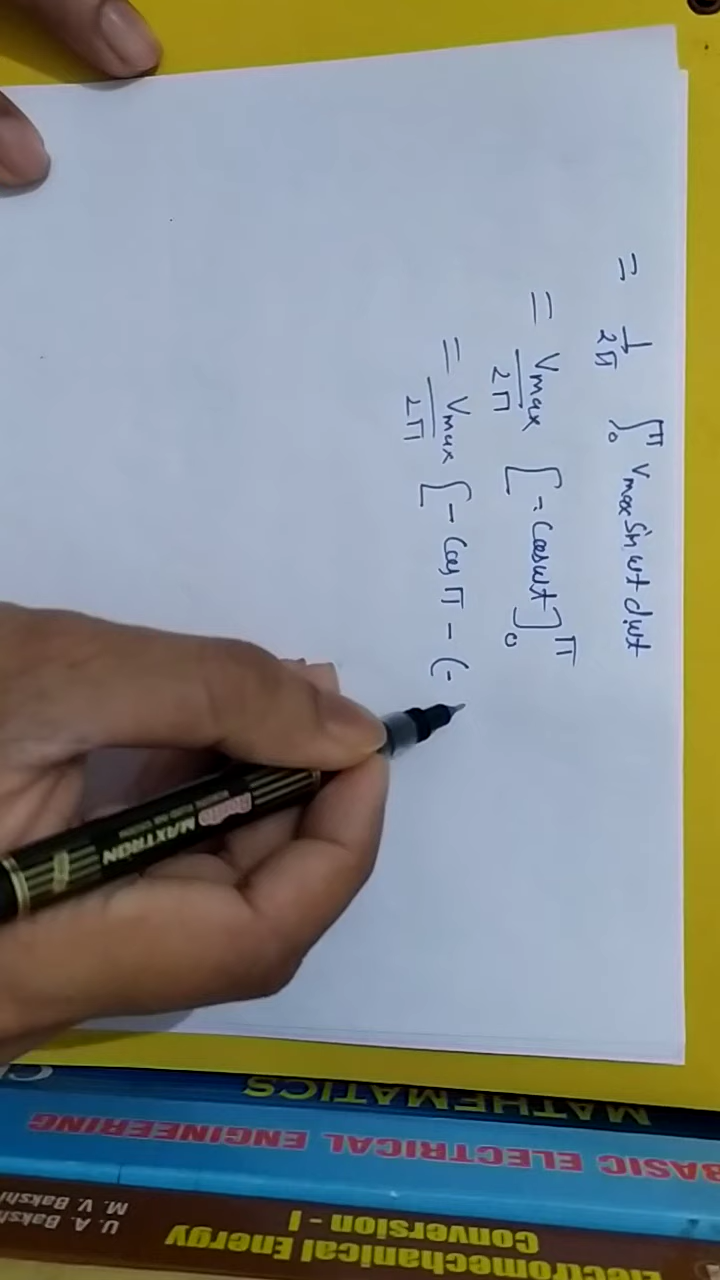 = 1/2π ∫₀^π Vmax Sin ωt dωt
= Vmax/2π [- Cos ωt]₀^π
= Vmax/2π [- Cos π - (-
Rorito MAXTRON
MATHEMATICS
BASIC ELECTRICAL ENGINEERING
Electromechanical Energy
Conversion - I
U. A. Bakshi
M. V. Bakshi